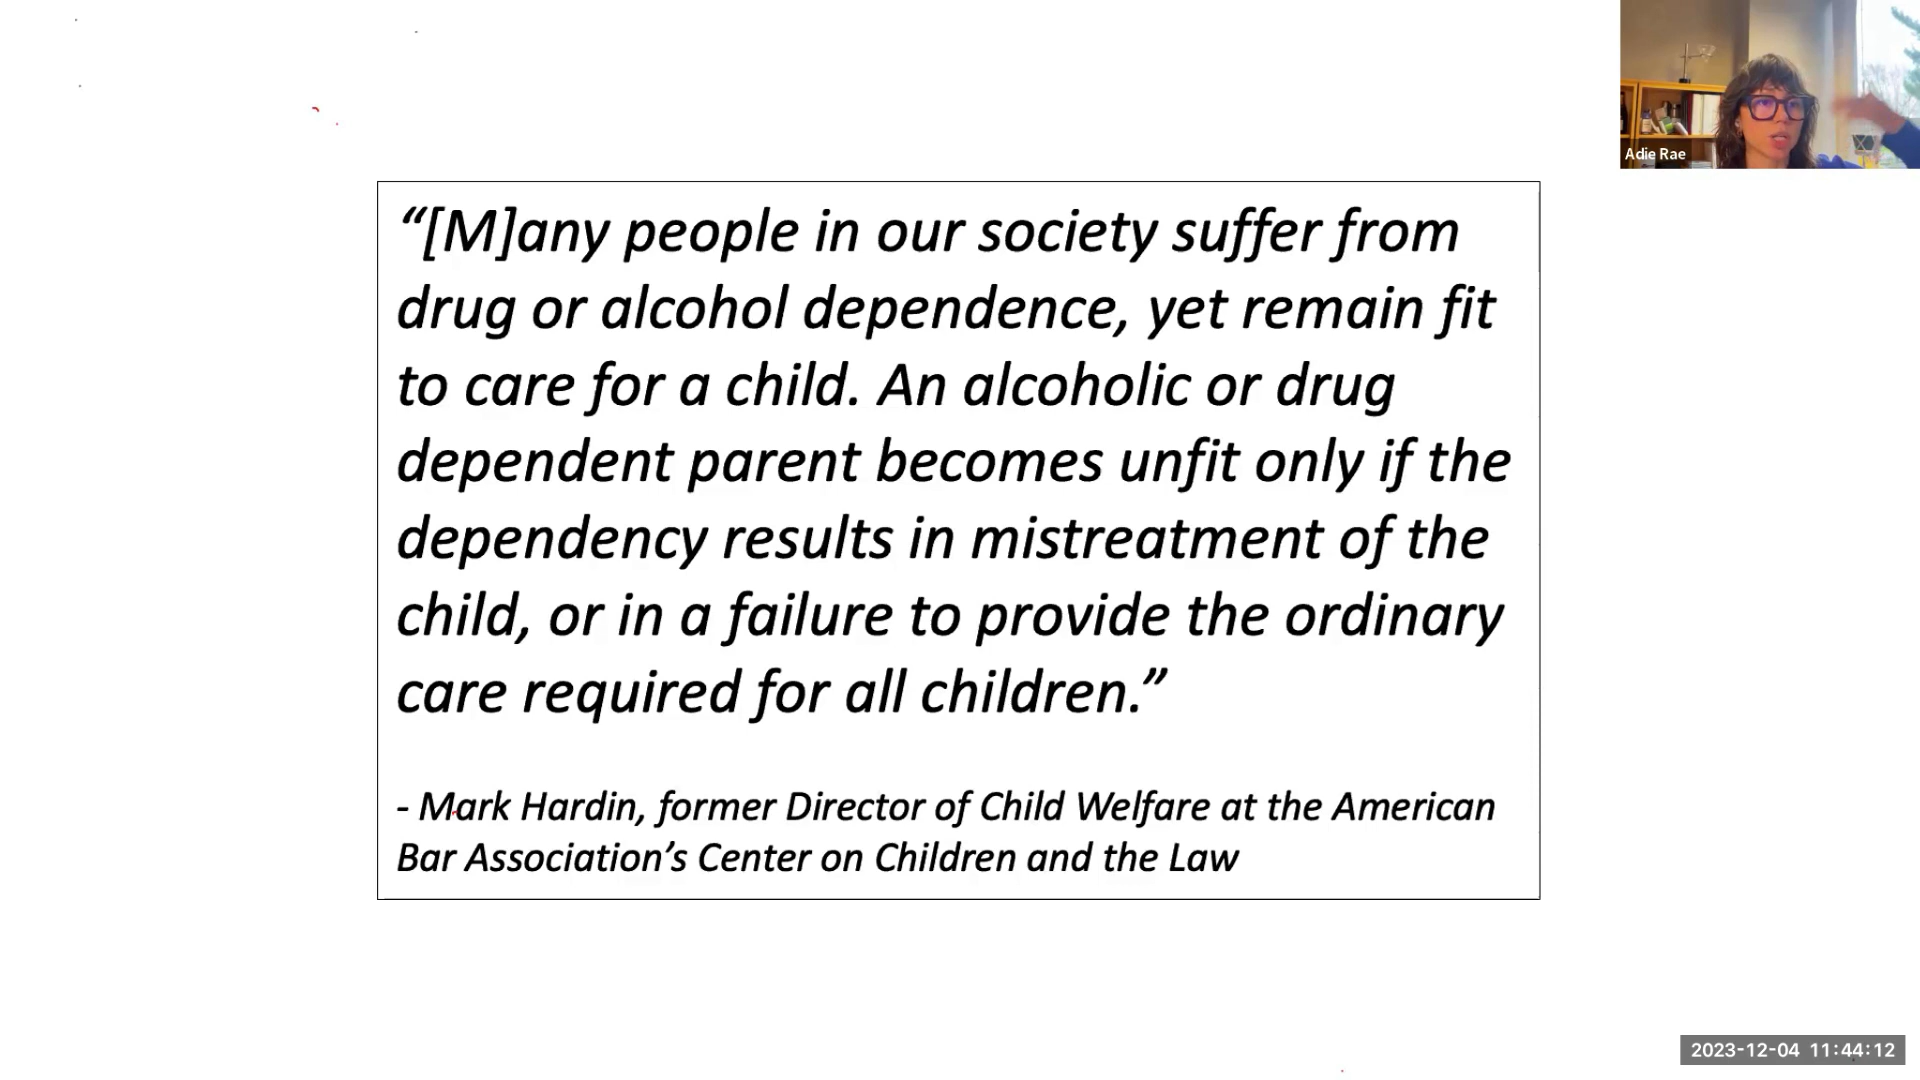 Adie Rae
“[M]any people in our society suffer from
drug or alcohol dependence, yet remain fit
to care for a child. An alcoholic or drug
dependent parent becomes unfit only if the
dependency results in mistreatment of the
child, or in a failure to provide the ordinary
care required for all children.”
- Mark Hardin, former Director of Child Welfare at the American
Bar Association’s Center on Children and the Law
2023-12-04 11:44:12